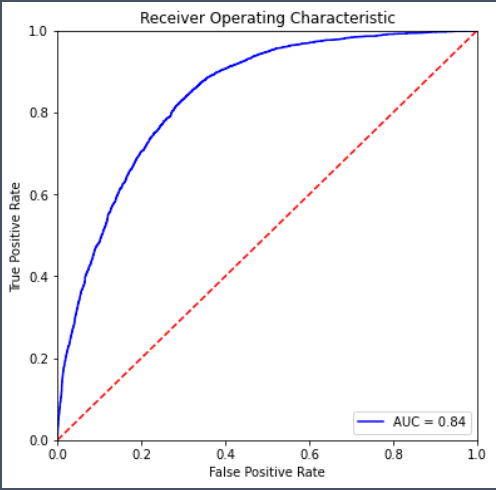 Receiver Operating Characteristic
1.0
0.8
0.6
0.4
0.2
0.0
True Positive Rate
0.0 0.2 0.4 0.6 0.8 1.0
False Positive Rate
AUC = 0.84